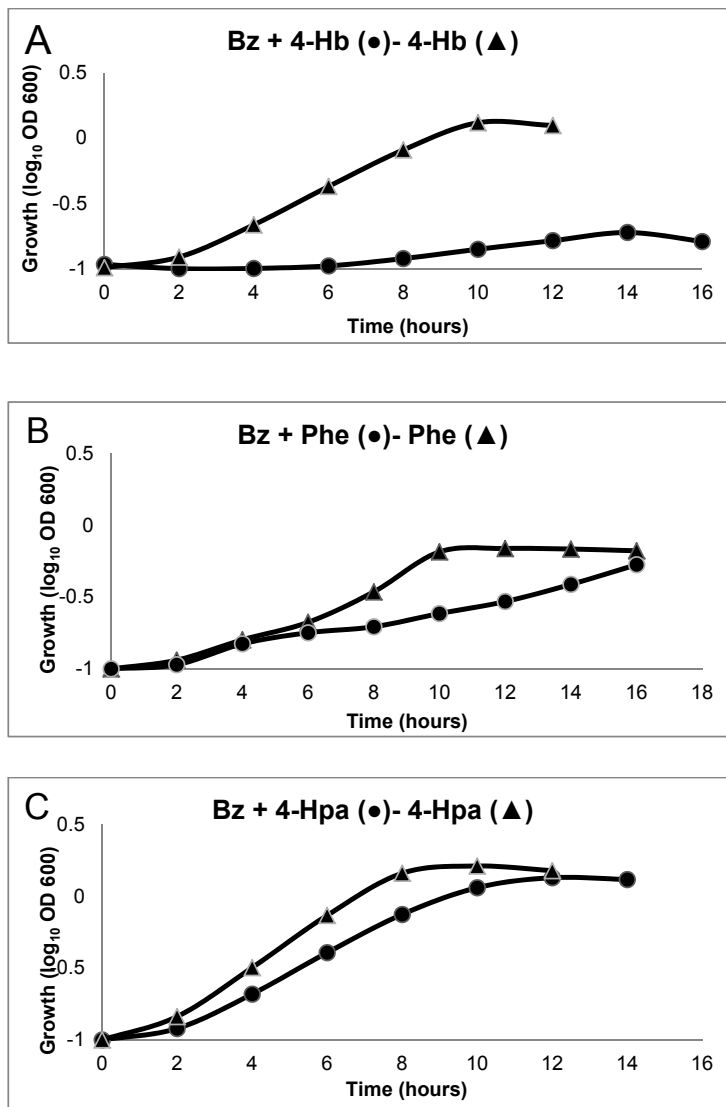 A
Bz + 4-Hb (●)- 4-Hb (▲)
Growth (log₁₀ OD 600)
0.5
0
-0.5
-1
0 2 4 6 8 10 12 14 16
Time (hours)
B
Bz + Phe (●)- Phe (▲)
Growth (log₁₀ OD 600)
0.5
0
-0.5
-1
0 2 4 6 8 10 12 14 16 18
Time (hours)
C
Bz + 4-Hpa (●)- 4-Hpa (▲)
Growth (log₁₀ OD 600)
0.5
0
-0.5
-1
0 2 4 6 8 10 12 14 16
Time (hours)